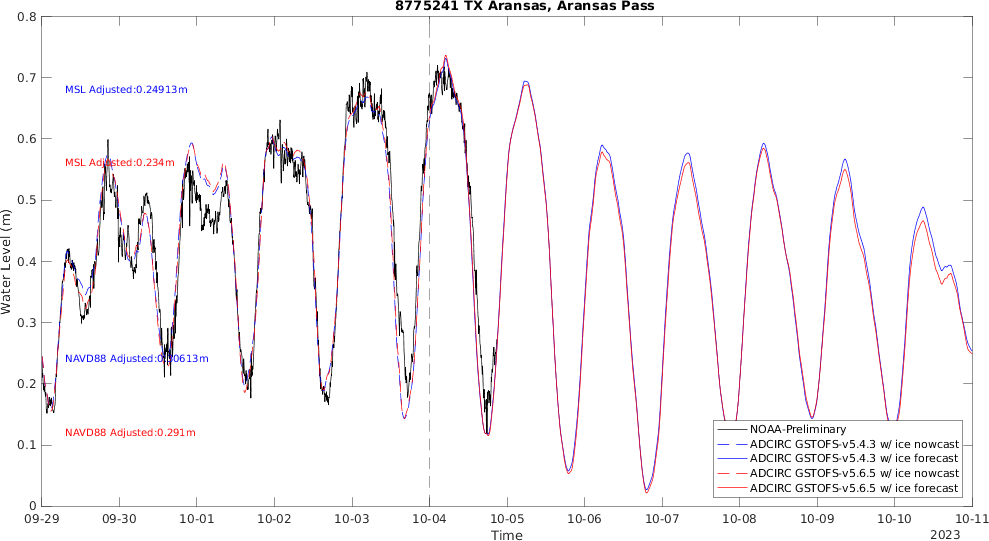 8775241 TX Aransas, Aransas Pass
0.8
0.7
0.6
0.5
0.4
0.3
0.2
0.1
0
Water Level (m)
MSL Adjusted:0.24913m
MSL Adjusted:0.234m
NAVD88 Adjusted:0.30613m
NAVD88 Adjusted:0.291m
NOAA-Preliminary
ADCIRC GSTOFS-v5.4.3 w/ ice nowcast
ADCIRC GSTOFS-v5.4.3 w/ ice forecast
ADCIRC GSTOFS-v5.6.5 w/ ice nowcast
ADCIRC GSTOFS-v5.6.5 w/ ice forecast
09-29 09-30 10-01 10-02 10-03 10-04 10-05 10-06 10-07 10-08 10-09 10-10 10-11
Time
2023